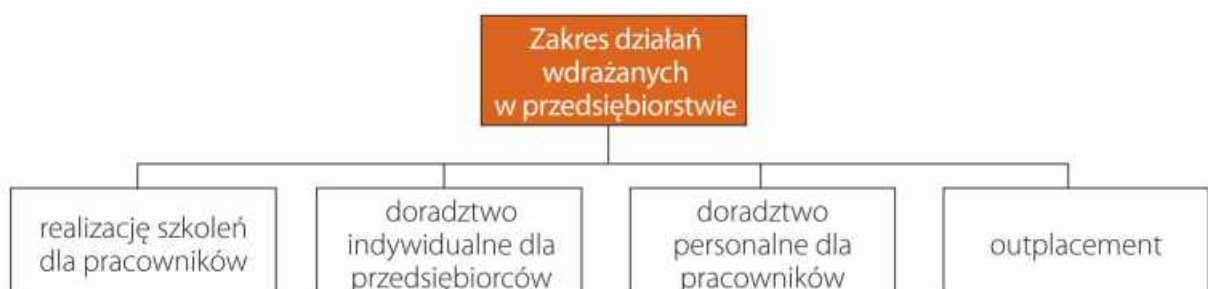 Zakres działań
wdrażanych
w przedsiębiorstwie
realizację szkoleń
dla pracowników
doradztwo
indywidualne dla
przedsiębiorców
doradztwo
personalne dla
pracowników
outplacement